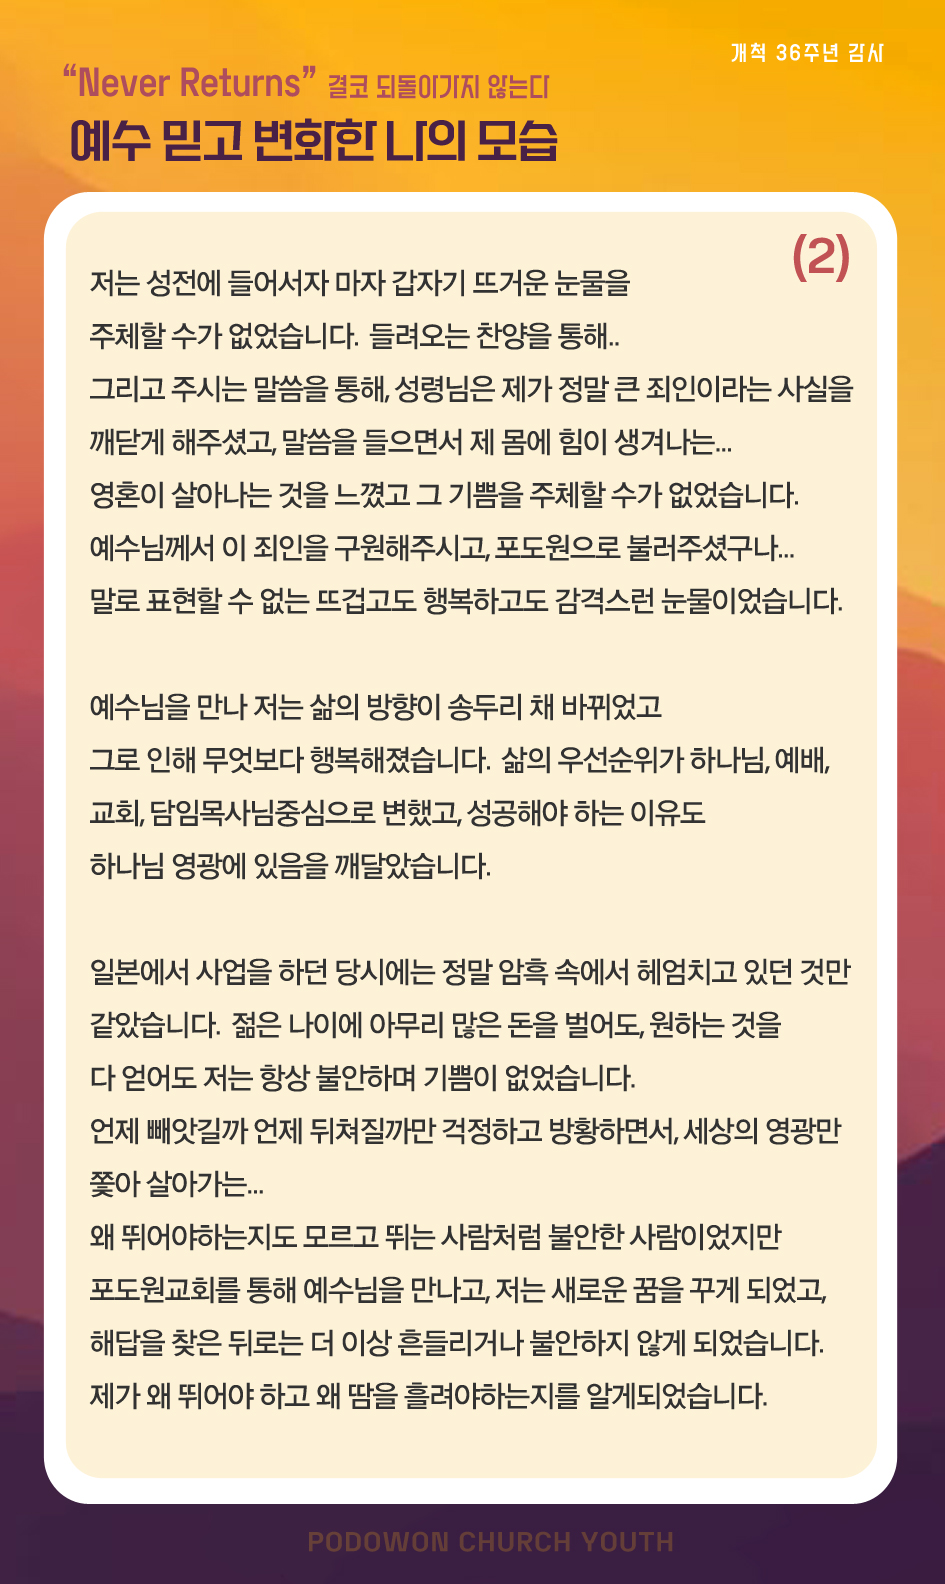 개척 36주년 감사
“Never Returns” 결코 되돌아가지 않는다
예수 믿고 변화한 나의 모습
(2)
저는 성전에 들어서자 마자 갑자기 뜨거운 눈물을
주체할 수가 없었습니다. 들려오는 찬양을 통해..
그리고 주시는 말씀을 통해, 성령님은 제가 정말 큰 죄인이라는 사실을
깨닫게 해주셨고, 말씀을 들으면서 제 몸에 힘이 생겨나는...
영혼이 살아나는 것을 느꼈고 그 기쁨을 주체할 수가 없었습니다.
예수님께서 이 죄인을 구원해주시고, 포도원으로 불러주셨구나...
말로 표현할 수 없는 뜨겁고도 행복하고도 감격스런 눈물이었습니다.
예수님을 만나 저는 삶의 방향이 송두리 채 바뀌었고
그로 인해 무엇보다 행복해졌습니다. 삶의 우선순위가 하나님, 예배,
교회, 담임목사님중심으로 변했고, 성공해야 하는 이유도
하나님 영광에 있음을 깨달았습니다.
일본에서 사업을 하던 당시에는 정말 암흑 속에서 헤엄치고 있던 것만
같았습니다. 젊은 나이에 아무리 많은 돈을 벌어도, 원하는 것을
다 얻어도 저는 항상 불안하며 기쁨이 없었습니다.
언제 빼앗길까 언제 뒤쳐질까만 걱정하고 방황하면서, 세상의 영광만
쫓아 살아가는...
왜 뛰어야하는지도 모르고 뛰는 사람처럼 불안한 사람이었지만
포도원교회를 통해 예수님을 만나고, 저는 새로운 꿈을 꾸게 되었고,
해답을 찾은 뒤로는 더 이상 흔들리거나 불안하지 않게 되었습니다.
제가 왜 뛰어야 하고 왜 땀을 흘려야하는지를 알게되었습니다.
PODOWON CHURCH YOUTH